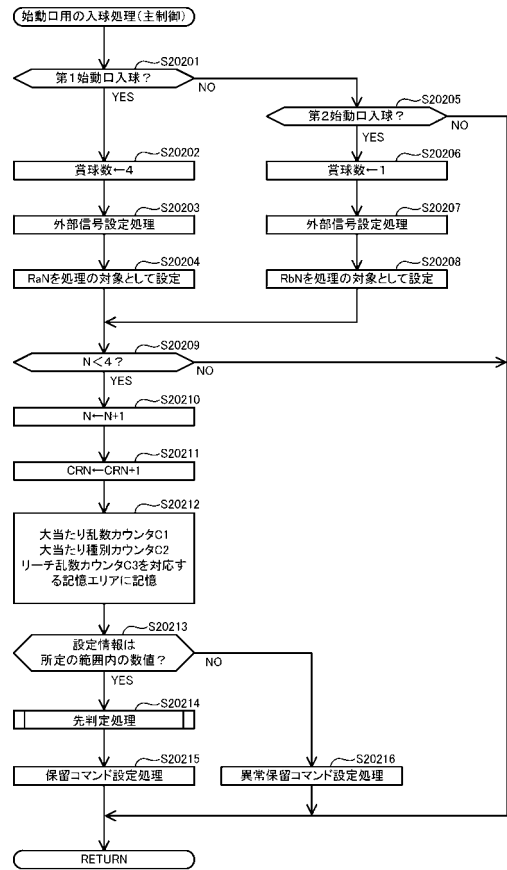 始動口用の入球処理(主制御)
S20201
第1始動口入球?
YES
NO
S20205
第2始動口入球?
YES
NO
S20202
賞球数←4
S20206
賞球数←1
S20203
外部信号設定処理
S20207
外部信号設定処理
S20204
RaNを処理の対象として設定
S20208
RbNを処理の対象として設定
S20209
N<4?
YES
NO
S20210
N←N+1
S20211
CRN←CRN+1
S20212
大当たり乱数カウンタC1
大当たり種別カウンタC2
リーチ乱数カウンタC3を対応す
る記憶エリアに記憶
S20213
設定情報は
所定の範囲内の数値?
YES
NO
S20214
先判定処理
S20215
保留コマンド設定処理
S20216
異常保留コマンド設定処理
RETURN